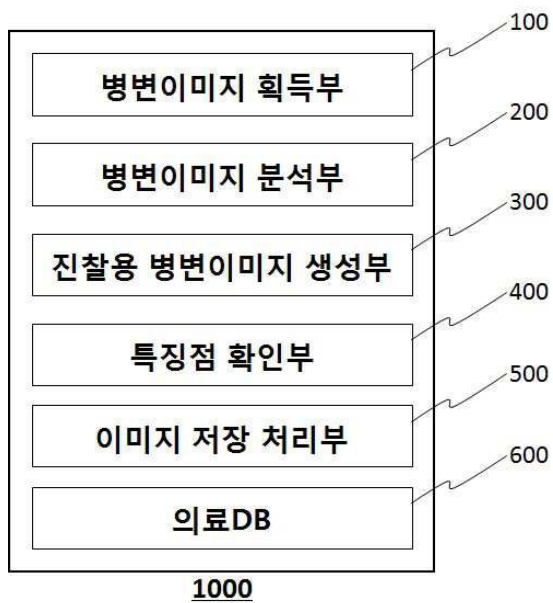 100
병변이미지 획득부
200
병변이미지 분석부
300
진찰용 병변이미지 생성부
400
특징점 확인부
500
이미지 저장 처리부
600
의료DB
1000